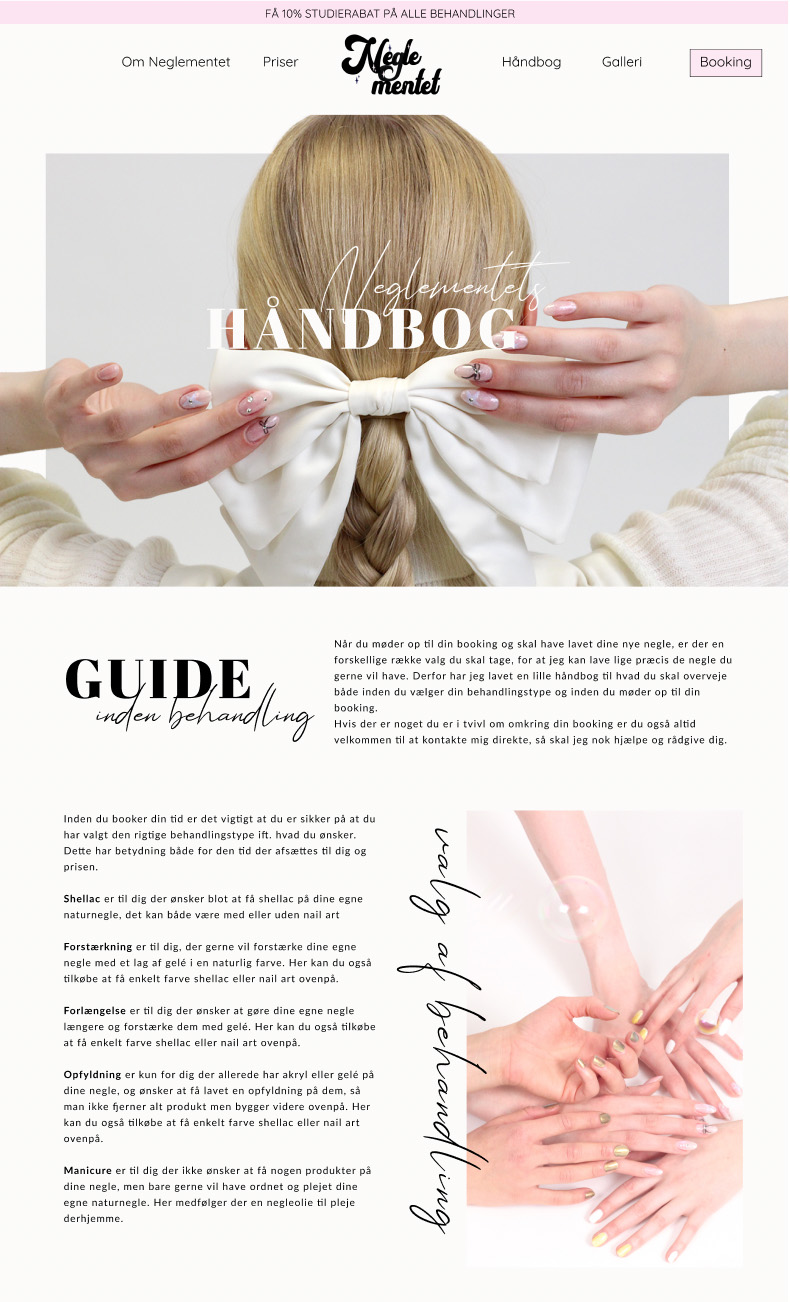 FÅ 10% STUDIERABAT PÅ ALLE BEHANDLINGER
Om Neglementet
Priser
Negle
mentet
Håndbog
Galleri
Booking
Neglementets
HÅNDBOG
GUIDE
inden behandling
Når du møder op til din booking og skal have lavet dine nye negle, er der en
forskellige række valg du skal tage, for at jeg kan lave lige præcis de negle du
gerne vil have. Derfor har jeg lavet en lille håndbog til hvad du skal overveje
både inden du vælger din behandlingstype og inden du møder op til din
booking.
Hvis der er noget du er i tvivl om omkring din booking er du også altid
velkommen til at kontakte mig direkte, så skal jeg nok hjælpe og rådgive dig.
Inden du booker din tid er det vigtigt at du er sikker på at du
har valgt den rigtige behandlingstype ift. hvad du ønsker.
Dette har betydning både for den tid der afsættes til dig og
prisen.
Shellac er til dig der ønsker blot at få shellac på dine egne
naturnegle, det kan både være med eller uden nail art
Forstærkning er til dig, der gerne vil forstærke dine egne
negle med et lag af gelé i en naturlig farve. Her kan du også
tilkøbe at få enkelt farve shellac eller nail art ovenpå.
Forlængelse er til dig der ønsker at gøre dine egne negle
længere og forstærke dem med gelé. Her kan du også tilkøbe
at få enkelt farve shellac eller nail art ovenpå.
Opfyldning er kun for dig der allerede har akryl eller gelé på
dine negle, og ønsker at få lavet en opfyldning på dem, så
man ikke fjerner alt produkt men bygger videre ovenpå. Her
kan du også tilkøbe at få enkelt farve shellac eller nail art
ovenpå.
Manicure er til dig der ikke ønsker at få nogen produkter på
dine negle, men bare gerne vil have ordnet og plejet dine
egne naturnegle. Her medfølger der en negleolie til pleje
derhjemme.
valg af behandling